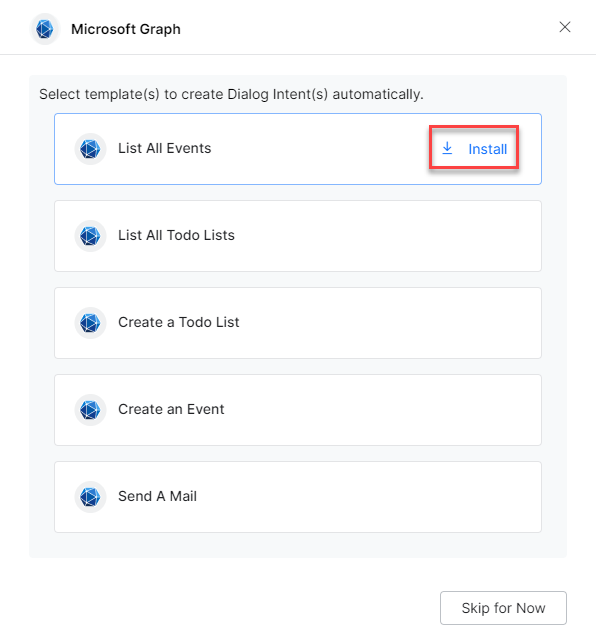 Microsoft Graph
Select template(s) to create Dialog Intent(s) automatically.
List All Events
Install
List All Todo Lists
Create a Todo List
Create an Event
Send A Mail
Skip for Now